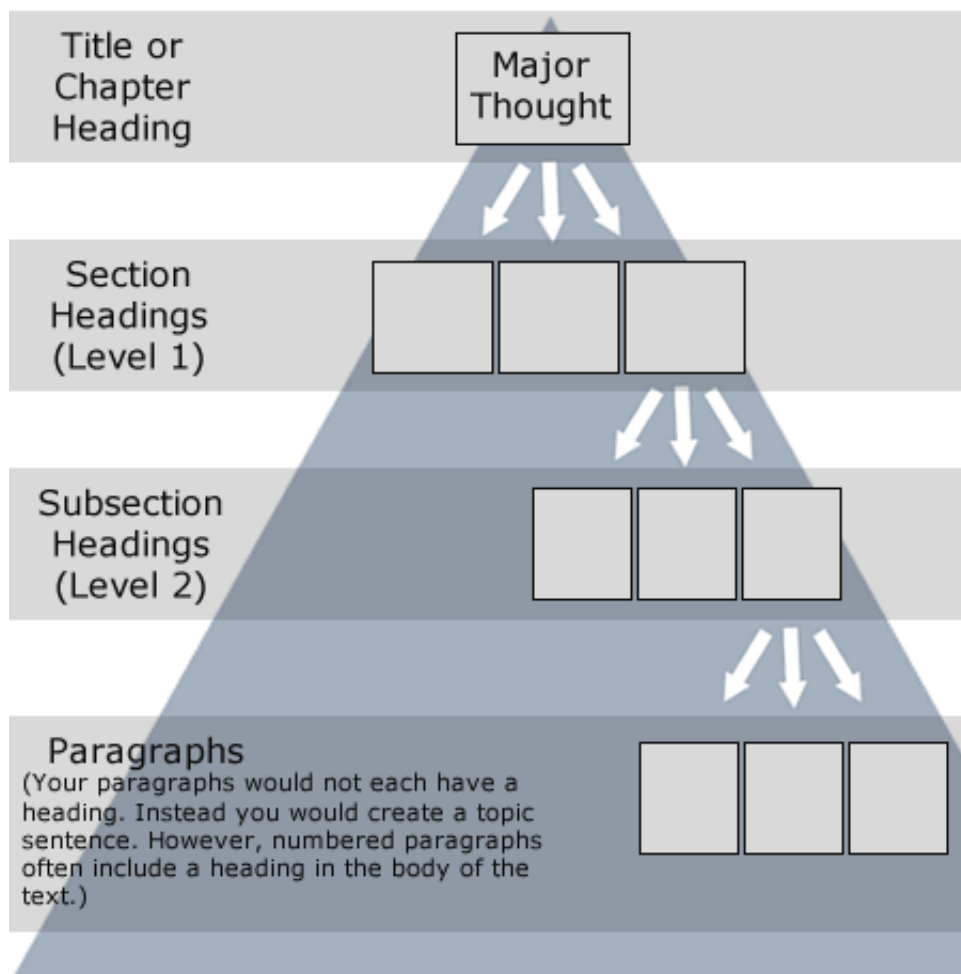 Title or
Chapter
Heading
Major
Thought
Section
Headings
(Level 1)
Subsection
Headings
(Level 2)
Paragraphs
(Your paragraphs would not each have a
heading. Instead you would create a topic
sentence. However, numbered paragraphs
often include a heading in the body of the
text.)